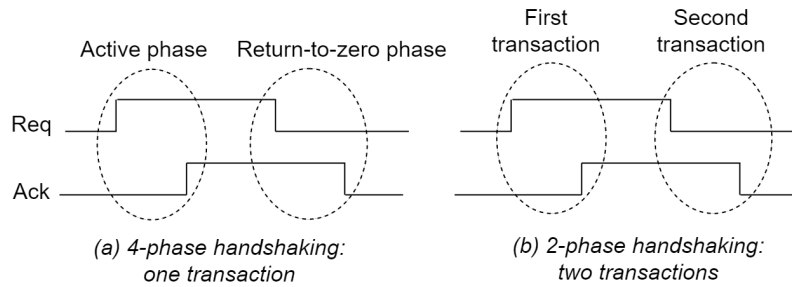 Active phase
Return-to-zero phase
Req
Ack
(a) 4-phase handshaking:
one transaction
First
transaction
Second
transaction
(b) 2-phase handshaking:
two transactions